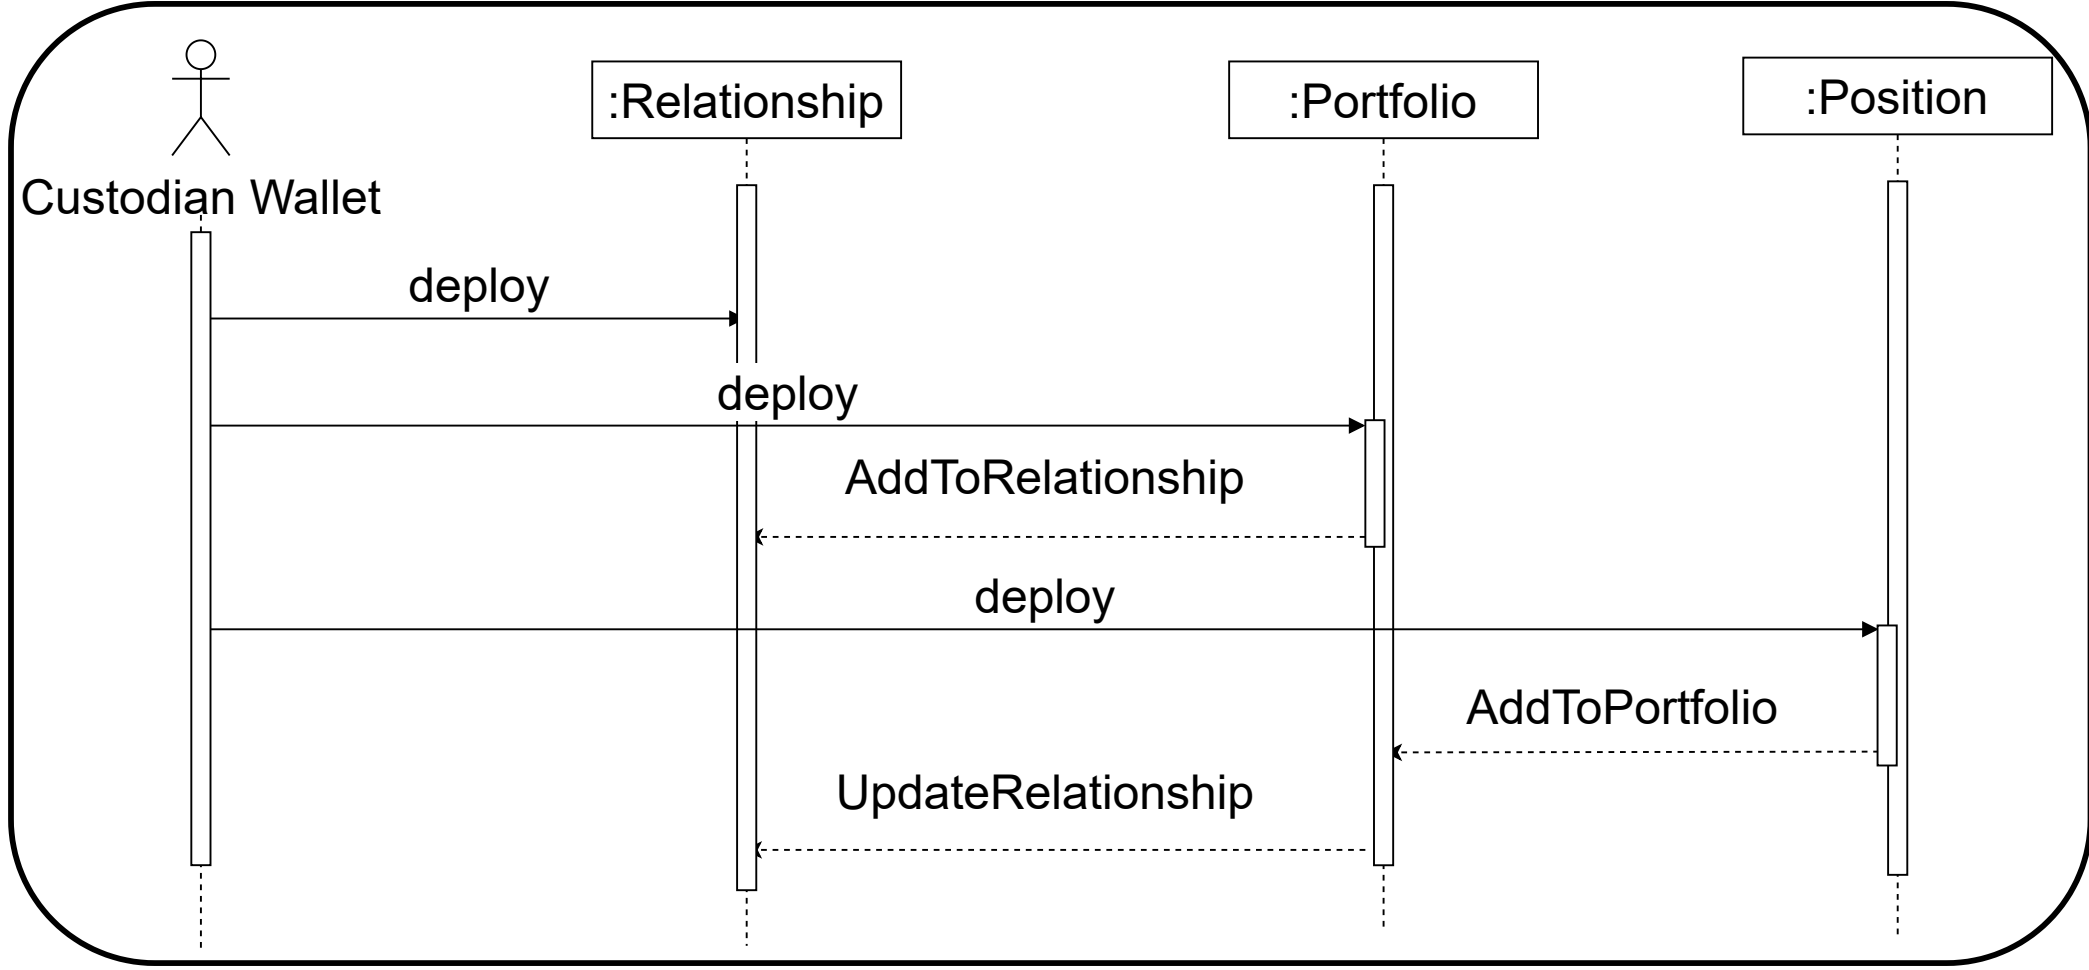 :Relationship
:Portfolio
:Position
Custodian Wallet
deploy
deploy
AddToRelationship
deploy
AddToPortfolio
UpdateRelationship